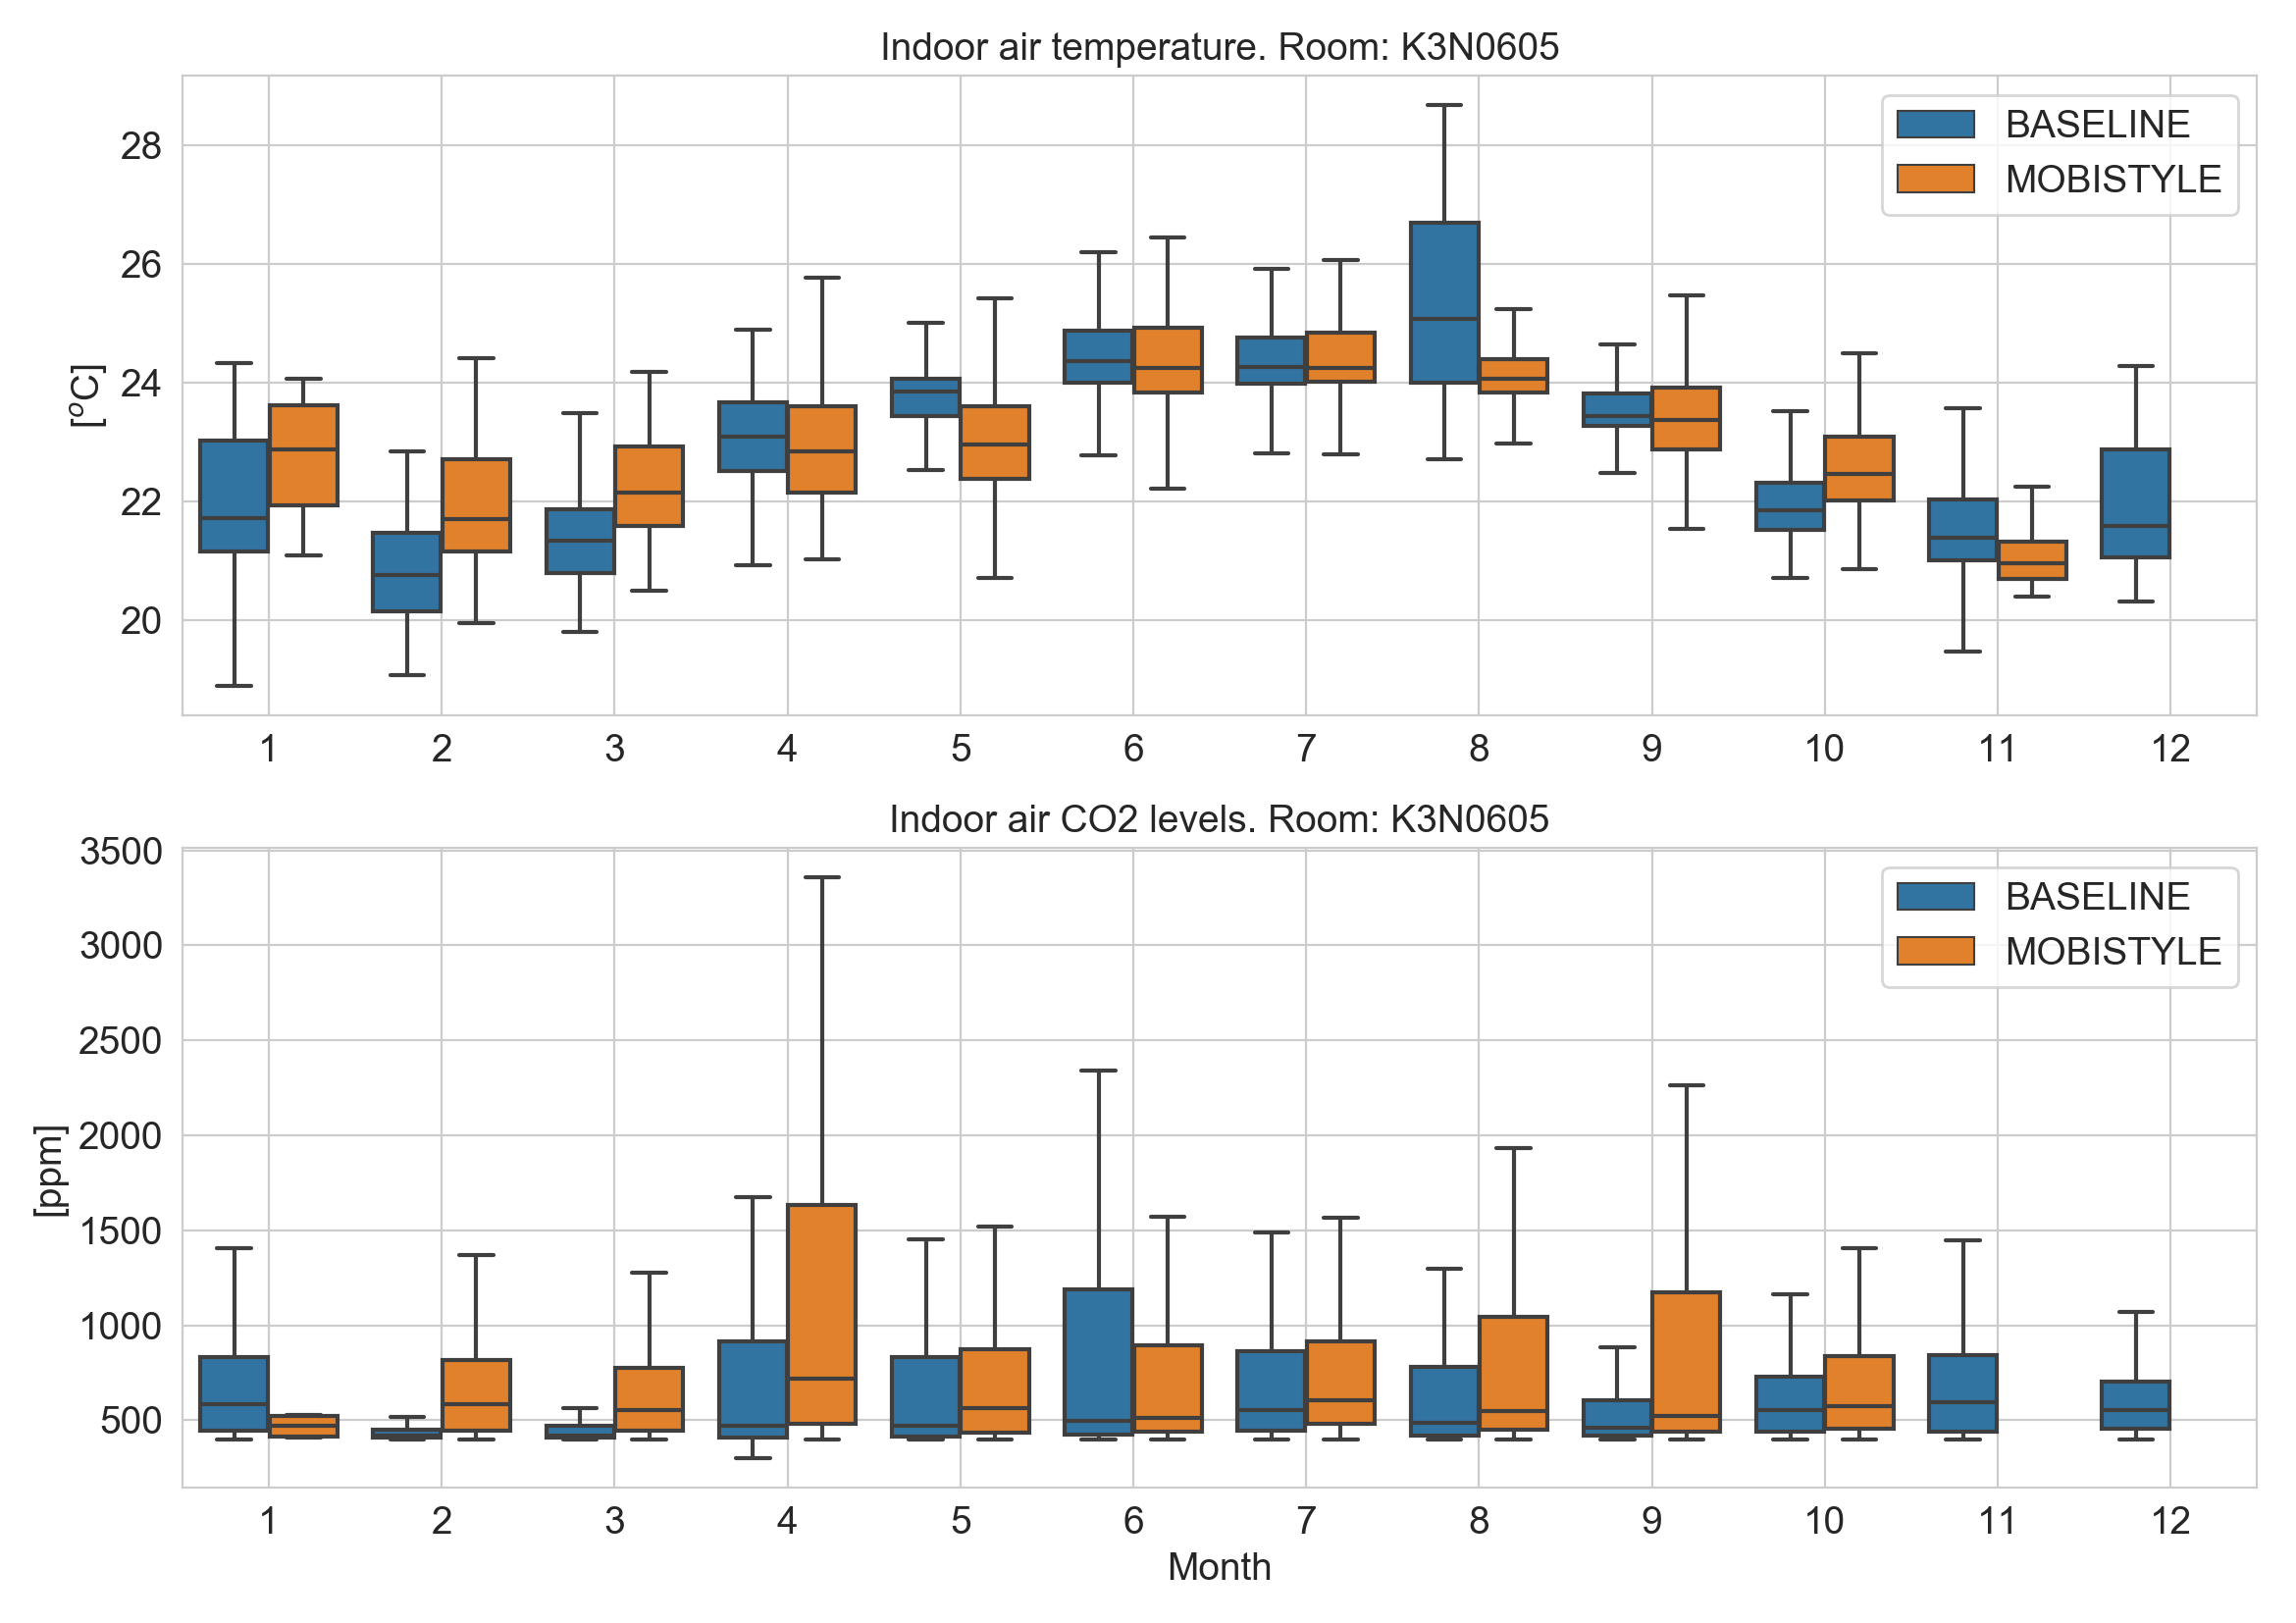 Indoor air temperature. Room: K3N0605
BASELINE
MOBISTYLE
28
26
24
22
20
[°C]
1 2 3 4 5 6 7 8 9 10 11 12
Indoor air CO2 levels. Room: K3N0605
BASELINE
MOBISTYLE
3500
3000
2500
2000
1500
1000
500
[ppm]
1 2 3 4 5 6 7 8 9 10 11 12
Month